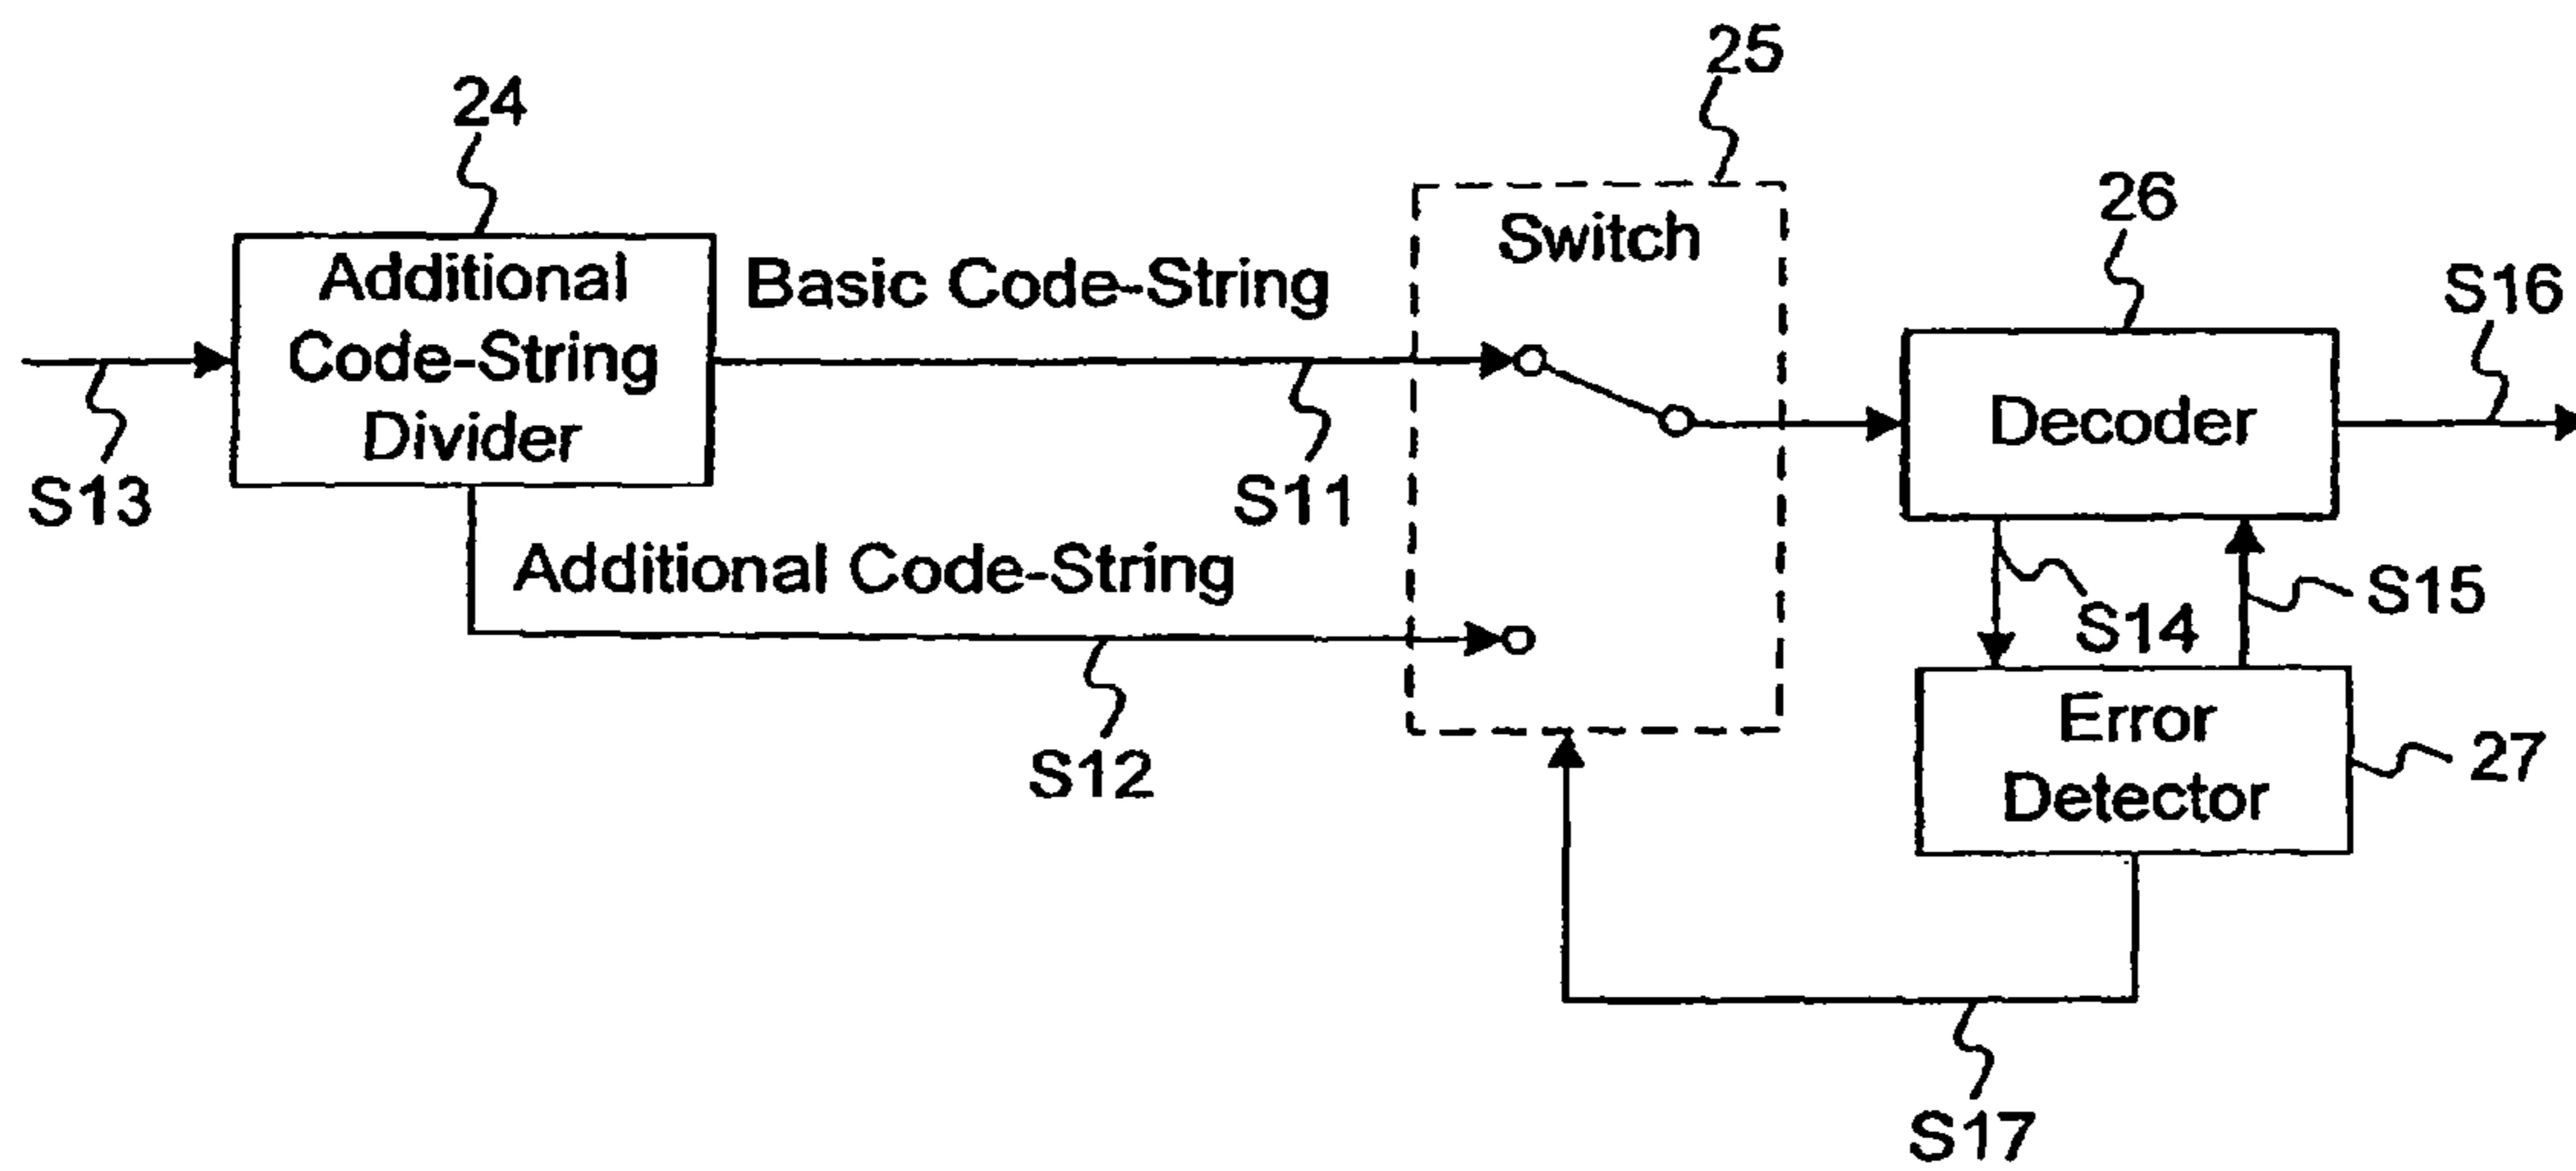 25
24
26
Switch
Additional
Code-String
Divider
Basic Code-String
S16
Decoder
S13
S11
Additional Code-String
S14
S15
S12
Error
Detector
27
S17